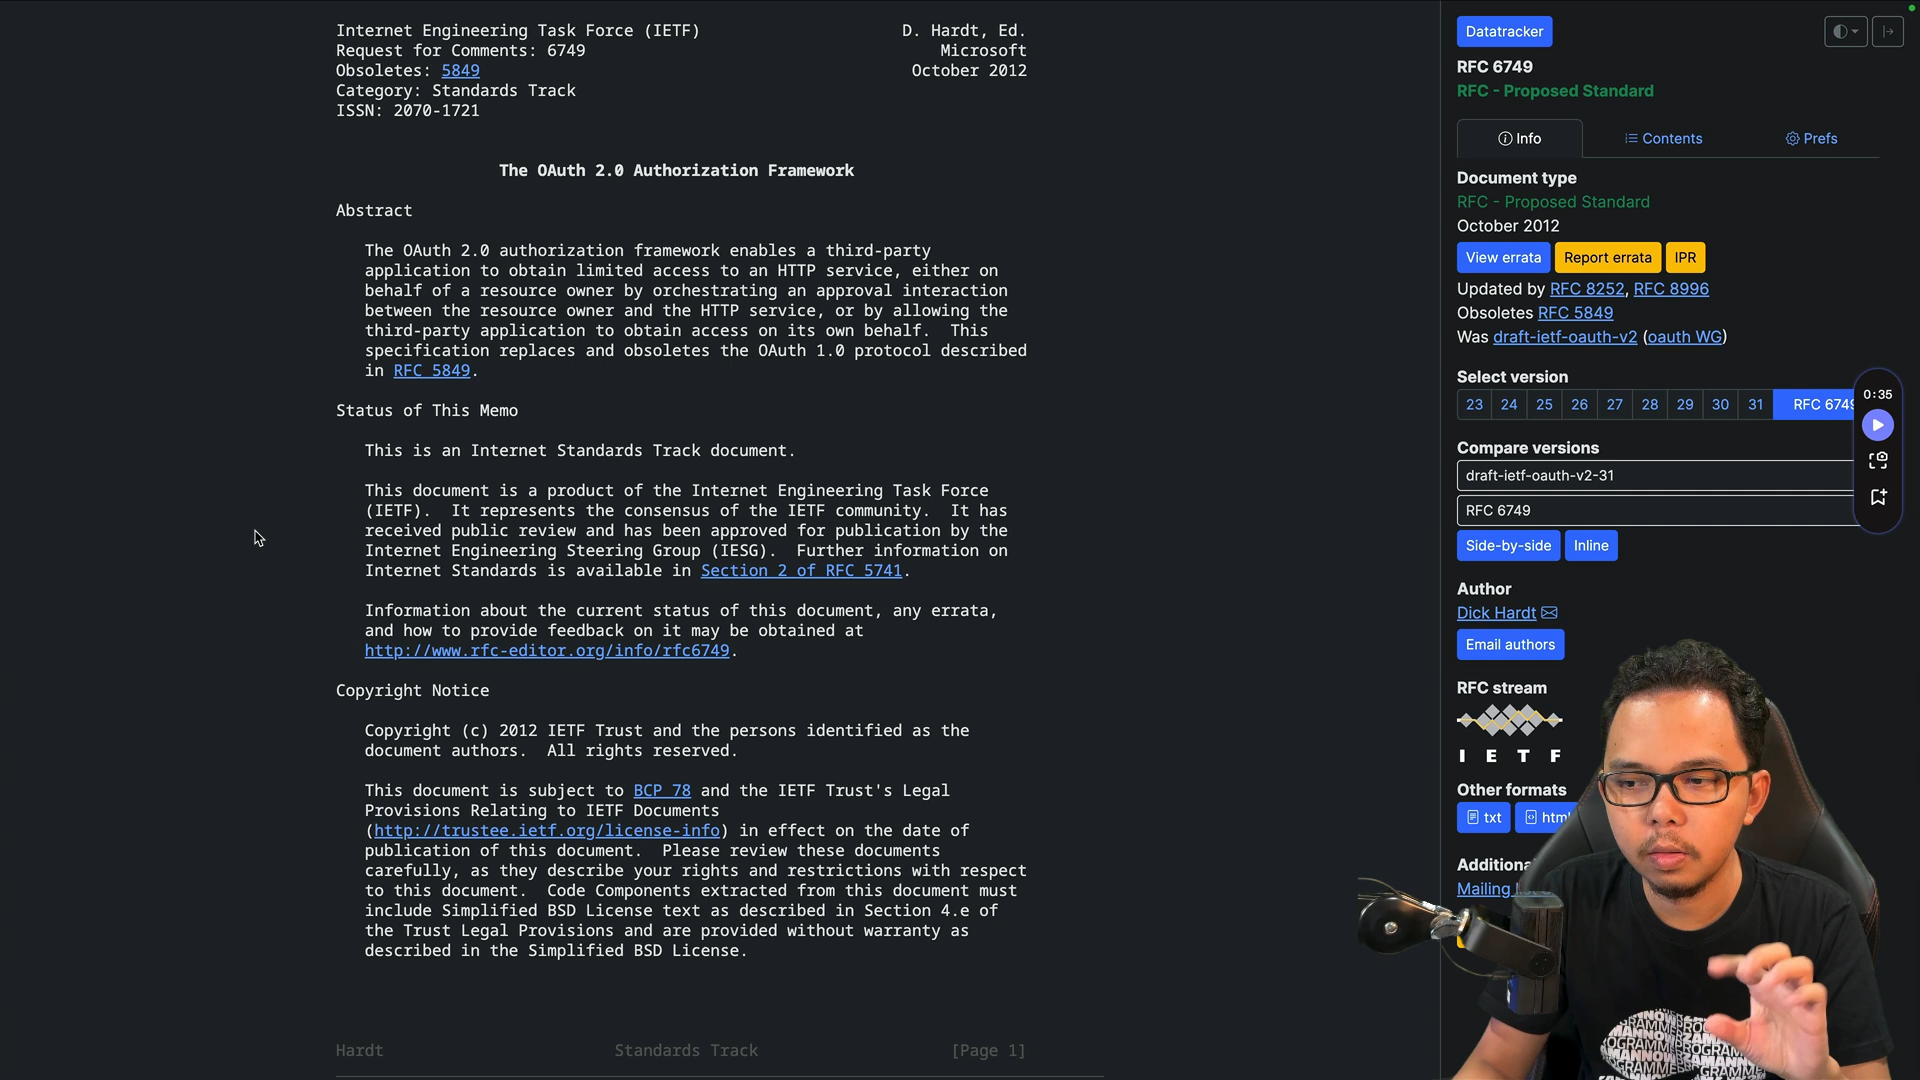 Internet Engineering Task Force (IETF) D. Hardt, Ed.
Request for Comments: 6749 Microsoft
Obsoletes: 5849 October 2012
Category: Standards Track
ISSN: 2070-1721
The OAuth 2.0 Authorization Framework
Abstract
The OAuth 2.0 authorization framework enables a third-party
application to obtain limited access to an HTTP service, either on
behalf of a resource owner by orchestrating an approval interaction
between the resource owner and the HTTP service, or by allowing the
third-party application to obtain access on its own behalf. This
specification replaces and obsoletes the OAuth 1.0 protocol described
in RFC 5849.
Status of This Memo
This is an Internet Standards Track document.
This document is a product of the Internet Engineering Task Force
(IETF). It represents the consensus of the IETF community. It has
received public review and has been approved for publication by the
Internet Engineering Steering Group (IESG). Further information on
Internet Standards is available in Section 2 of RFC 5741.
Information about the current status of this document, any errata,
and how to provide feedback on it may be obtained at
http://www.rfc-editor.org/info/rfc6749.
Copyright Notice
Copyright (c) 2012 IETF Trust and the persons identified as the
document authors. All rights reserved.
This document is subject to BCP 78 and the IETF Trust's Legal
Provisions Relating to IETF Documents
(http://trustee.ietf.org/license-info) in effect on the date of
publication of this document. Please review these documents
carefully, as they describe your rights and restrictions with respect
to this document. Code Components extracted from this document must
include Simplified BSD License text as described in Section 4.e of
the Trust Legal Provisions and are provided without warranty as
described in the Simplified BSD License.
Hardt Standards Track [Page 1]
Datatracker
RFC 6749
RFC - Proposed Standard
Info Contents Prefs
Document type
RFC - Proposed Standard
October 2012
View errata Report errata IPR
Updated by RFC 8252, RFC 8996
Obsoletes RFC 5849
Was draft-ietf-oauth-v2 (oauth WG)
Select version
23 24 25 26 27 28 29 30 31 RFC 6749
0:35
Compare versions
draft-ietf-oauth-v2-31
RFC 6749
Side-by-side Inline
Author
Dick Hardt
Email authors
RFC stream
I E T F
Other formats
txt html
Additiona
Mailing